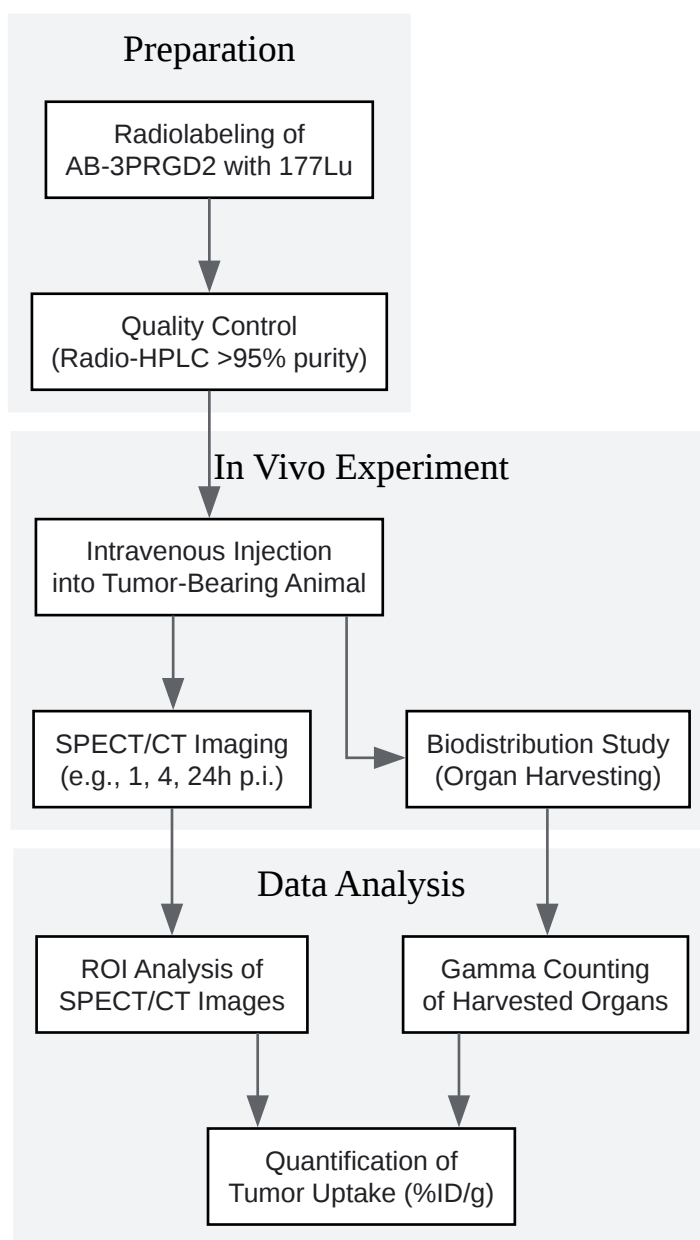 Preparation
Radiolabeling of
AB-3PRGD2 with 177Lu
Quality Control
(Radio-HPLC >95% purity)
In Vivo Experiment
Intravenous Injection
into Tumor-Bearing Animal
SPECT/CT Imaging
(e.g., 1, 4, 24h p.i.)
Biodistribution Study
(Organ Harvesting)
Data Analysis
ROI Analysis of
SPECT/CT Images
Gamma Counting
of Harvested Organs
Quantification of
Tumor Uptake (%ID/g)